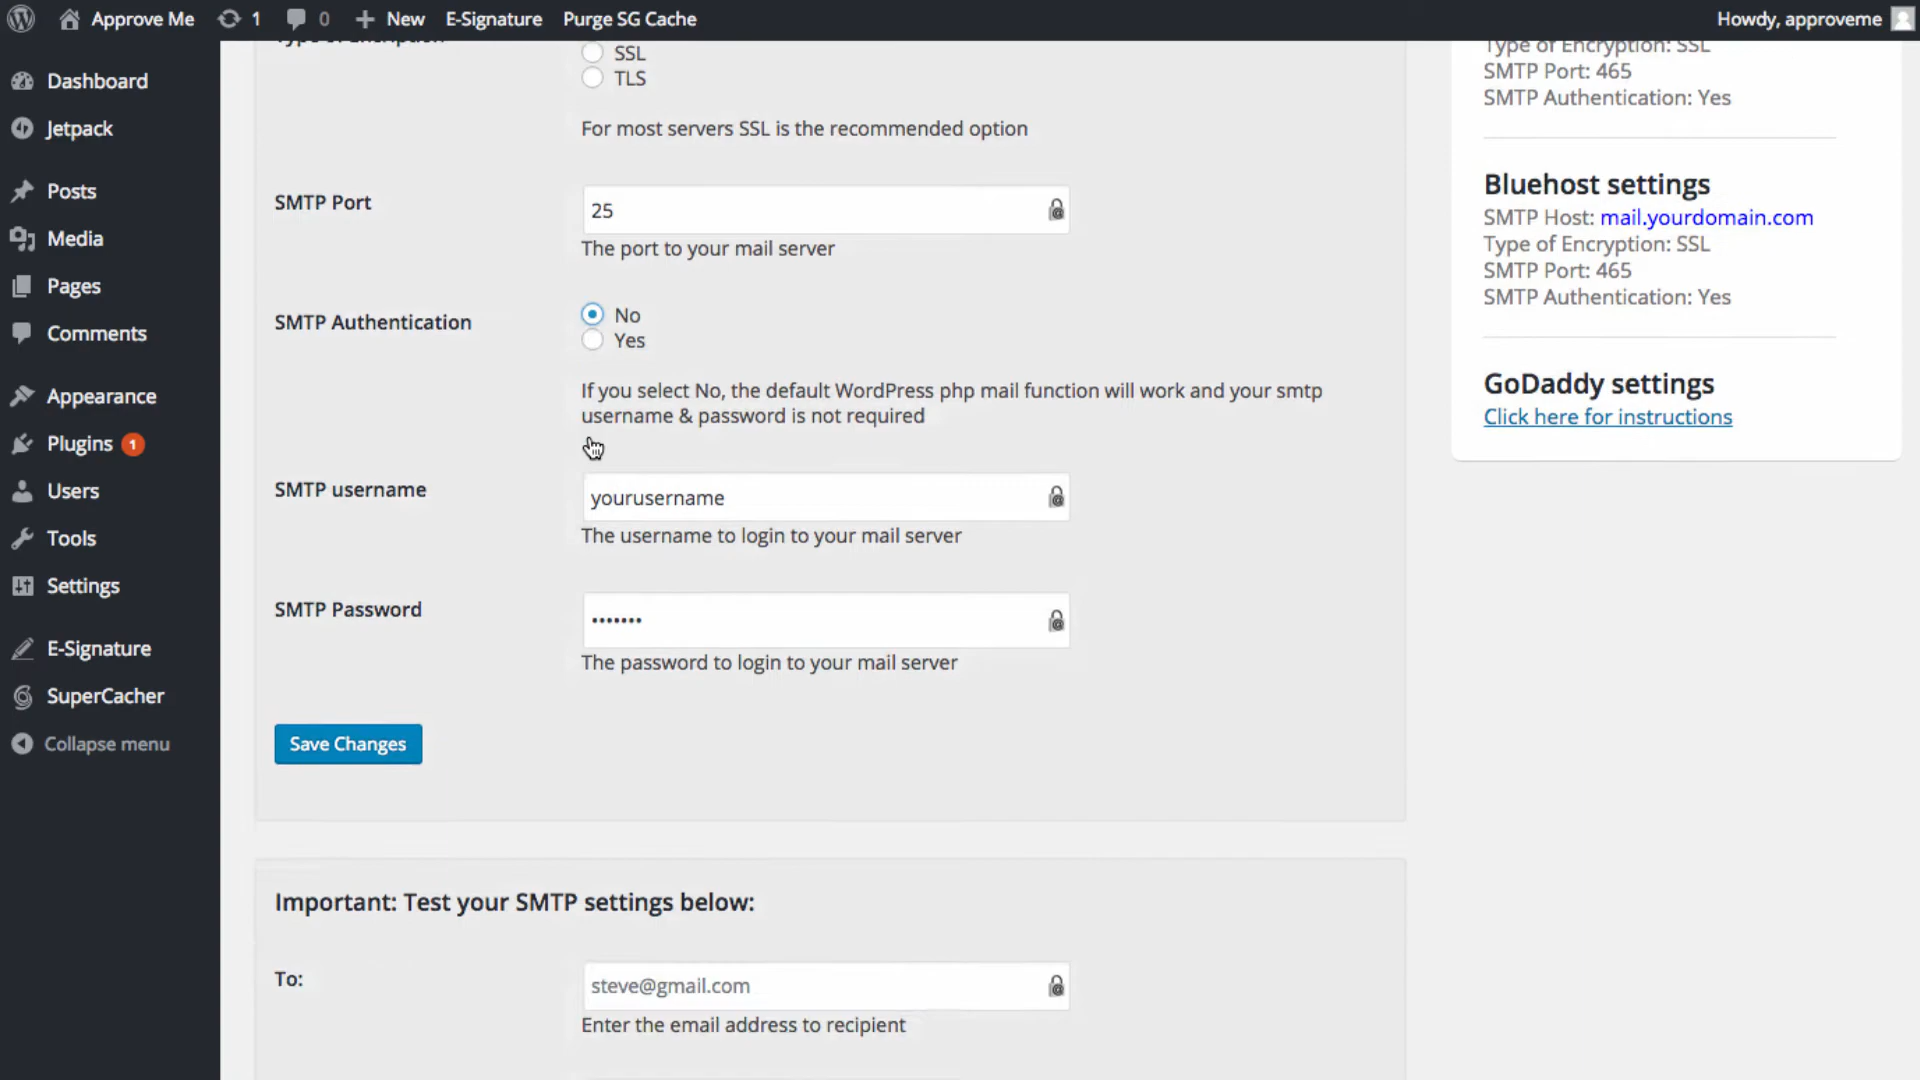 Approve Me
1
0
New
E-Signature
Purge SG Cache
Howdy, approveme
Dashboard
Jetpack
Posts
Media
Pages
Comments
Appearance
Plugins 1
Users
Tools
Settings
E-Signature
SuperCacher
Collapse menu
SSL
TLS
For most servers SSL is the recommended option
SMTP Port
25
The port to your mail server
SMTP Authentication
No
Yes
If you select No, the default WordPress php mail function will work and your smtp
username & password is not required
SMTP username
yourusername
The username to login to your mail server
SMTP Password
•••••••
The password to login to your mail server
Save Changes
Important: Test your SMTP settings below:
To:
steve@gmail.com
Enter the email address to recipient
Type of Encryption: SSL
SMTP Port: 465
SMTP Authentication: Yes
Bluehost settings
SMTP Host: mail.yourdomain.com
Type of Encryption: SSL
SMTP Port: 465
SMTP Authentication: Yes
GoDaddy settings
Click here for instructions